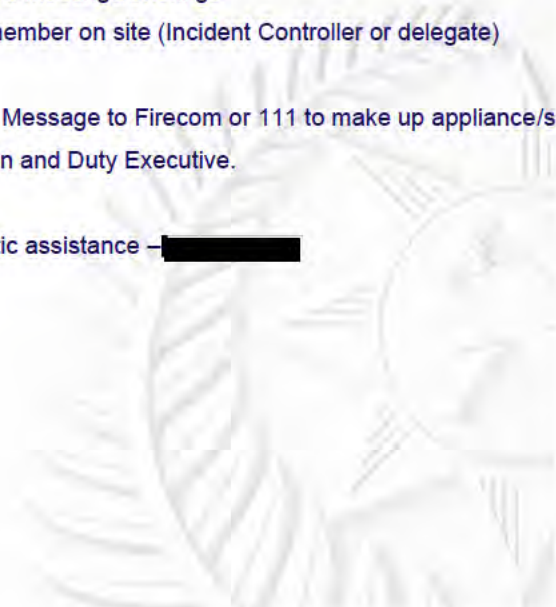 member on site (Incident Controller or delegate)
Message to Firecom or 111 to make up appliance/s
n and Duty Executive.
tic assistance –